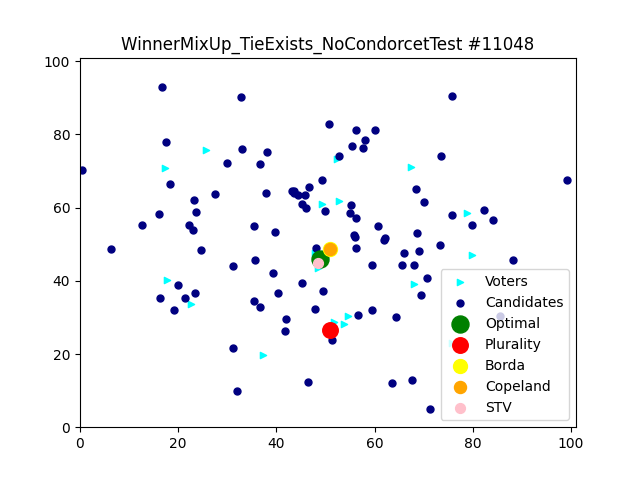 WinnerMixUp_TieExists_NoCondorcetTest #11048
100
80
60
40
20
0
0
20
40
60
80
100
Voters
Candidates
Optimal
Plurality
Borda
Copeland
STV